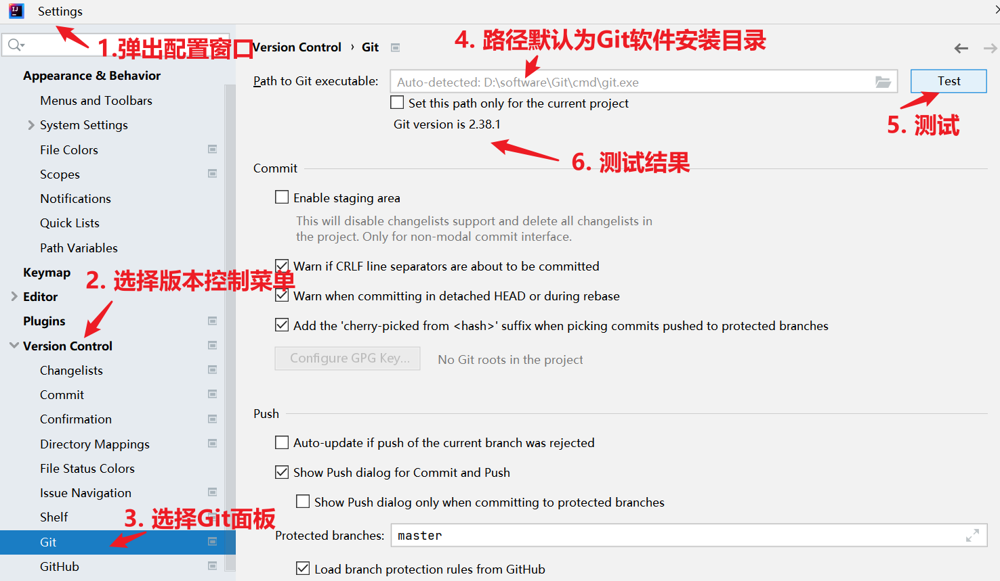 Settings
1.弹出配置窗口
Appearance & Behavior
Menus and Toolbars
System Settings
File Colors
Scopes
Notifications
Quick Lists
Path Variables
Keymap
2. 选择版本控制菜单
Editor
Plugins
Version Control
Changelists
Commit
Confirmation
Directory Mappings
File Status Colors
Issue Navigation
Shelf
3. 选择Git面板
Git
GitHub
Version Control › Git
4. 路径默认为Git软件安装目录
Path to Git executable: Auto-detected: D:\software\Git\cmd\git.exe Test
Set this path only for the current project
5. 测试
Git version is 2.38.1
6. 测试结果
Commit
Enable staging area
This will disable changelists support and delete all changelists in
the project. Only for non-modal commit interface.
Warn if CRLF line separators are about to be committed
Warn when committing in detached HEAD or during rebase
Add the 'cherry-picked from <hash>' suffix when picking commits pushed to protected branches
Configure GPG Key... No Git roots in the project
Push
Auto-update if push of the current branch was rejected
Show Push dialog for Commit and Push
Show Push dialog only when committing to protected branches
Protected branches: master
Load branch protection rules from GitHub